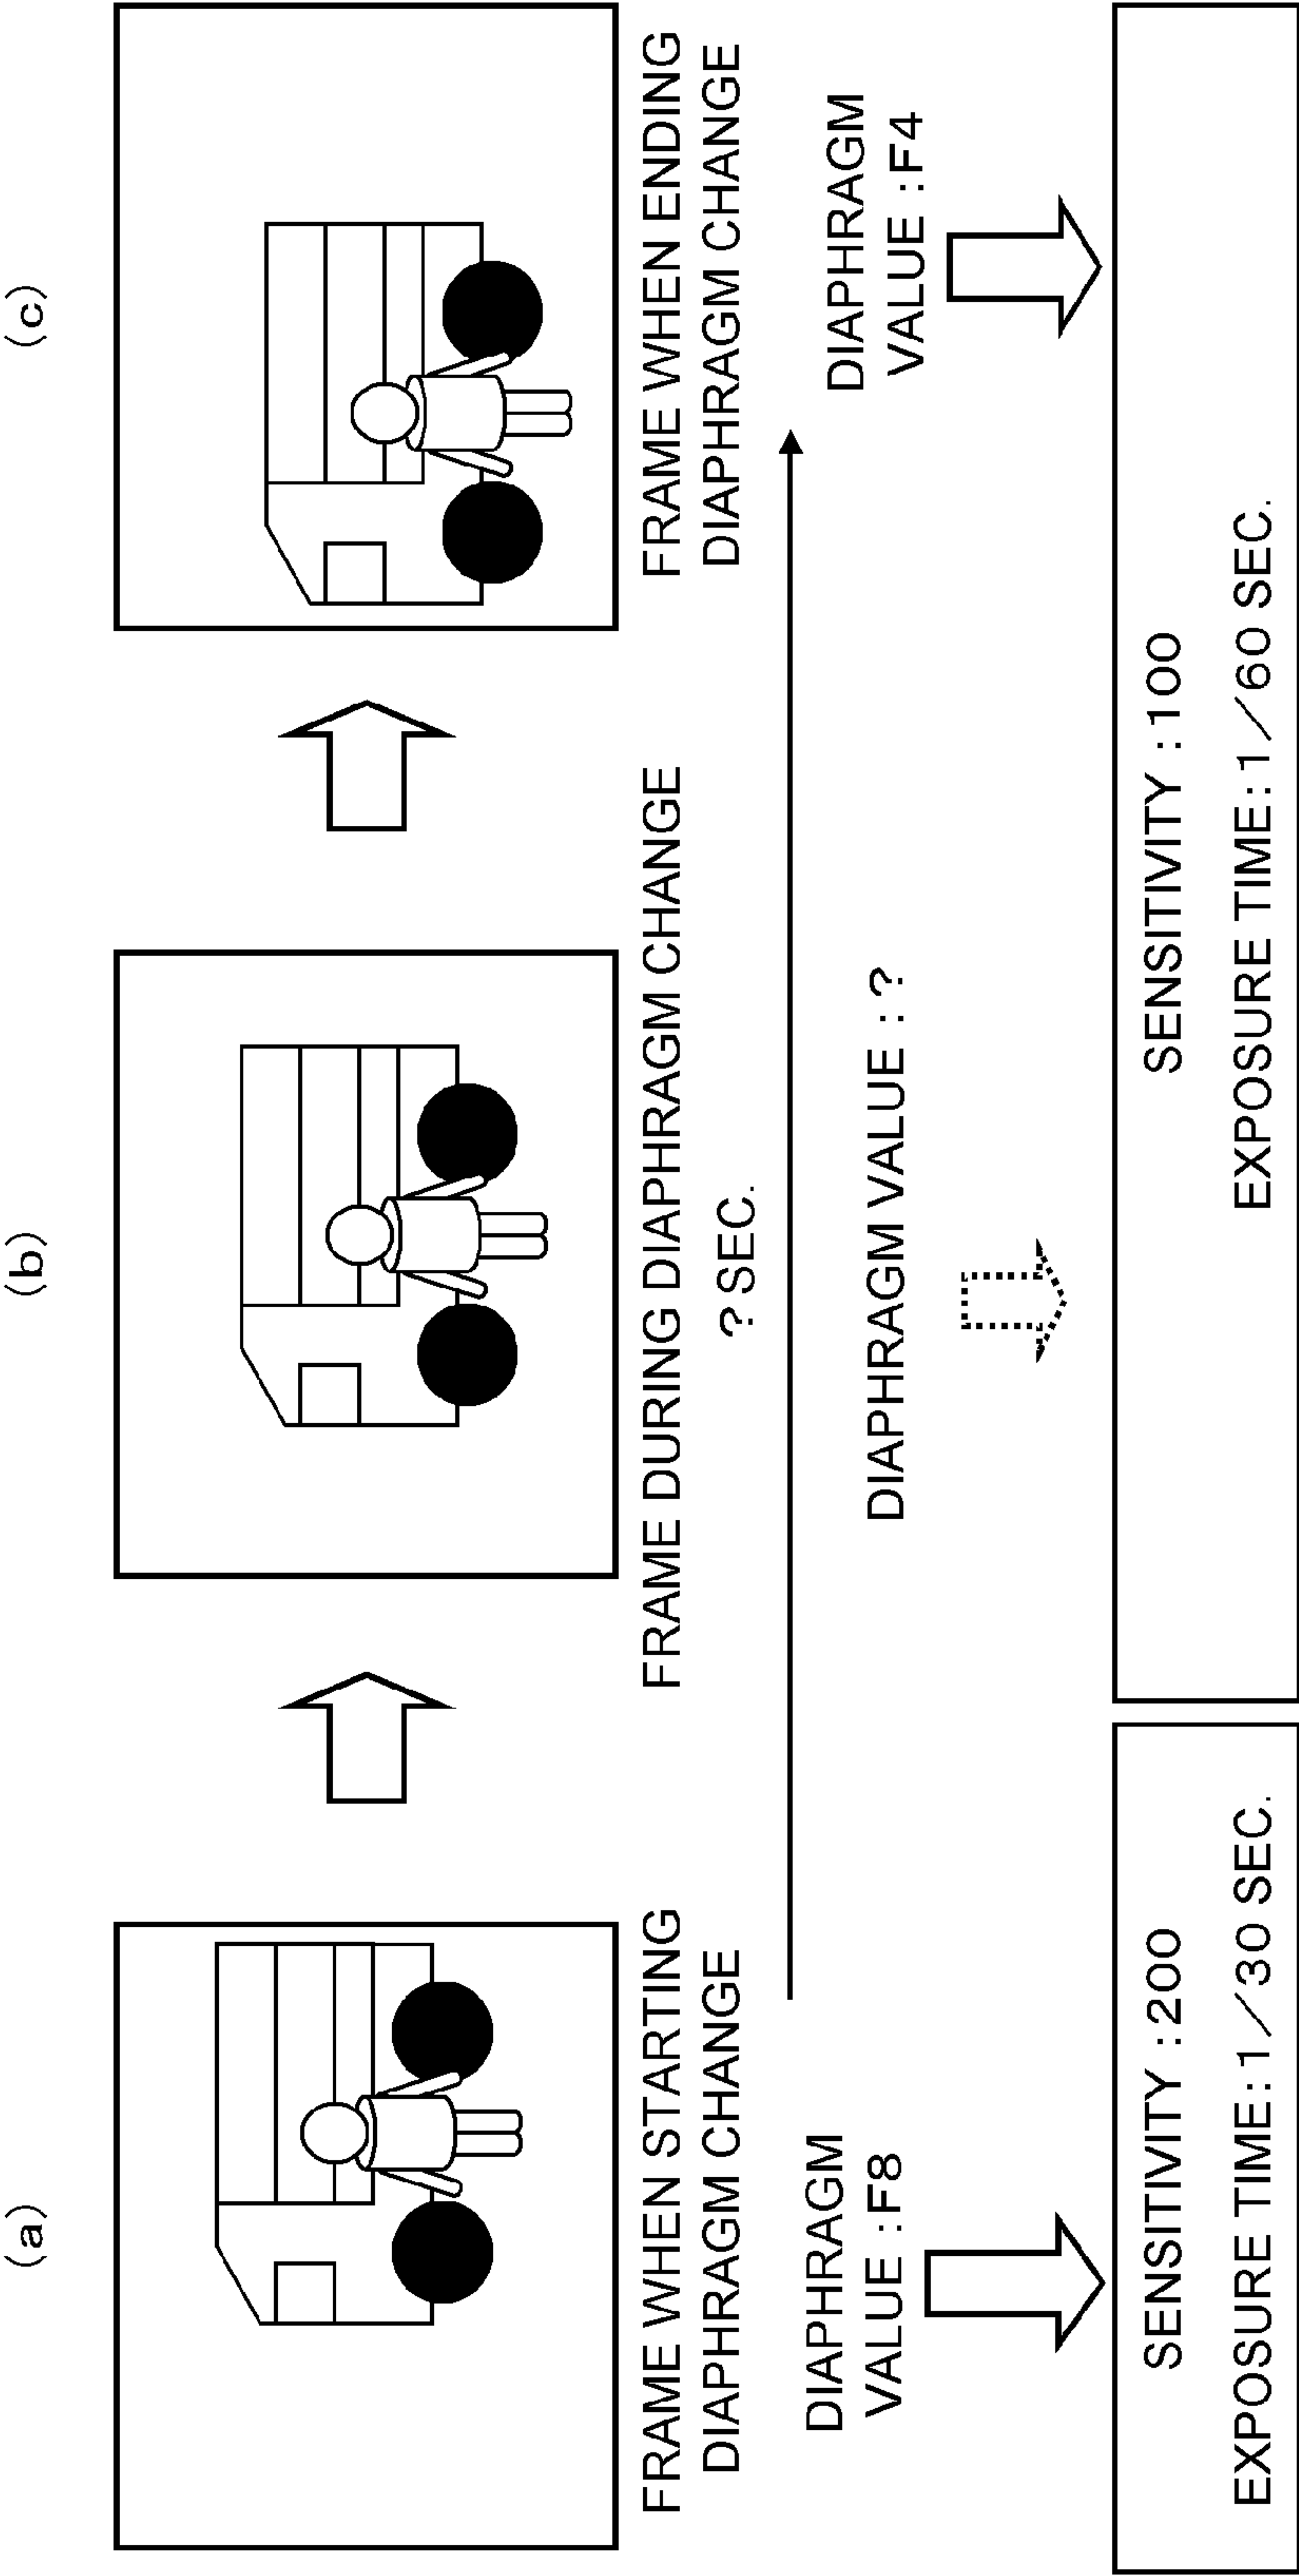 (a)
(b)
(c)
FRAME WHEN STARTING
DIAPHRAGM CHANGE
FRAME DURING DIAPHRAGM CHANGE
FRAME WHEN ENDING
DIAPHRAGM CHANGE
? SEC.
DIAPHRAGM
VALUE :F8
DIAPHRAGM VALUE : ?
DIAPHRAGM
VALUE :F4
SENSITIVITY :200
EXPOSURE TIME: 1/30 SEC.
SENSITIVITY :100
EXPOSURE TIME: 1/60 SEC.